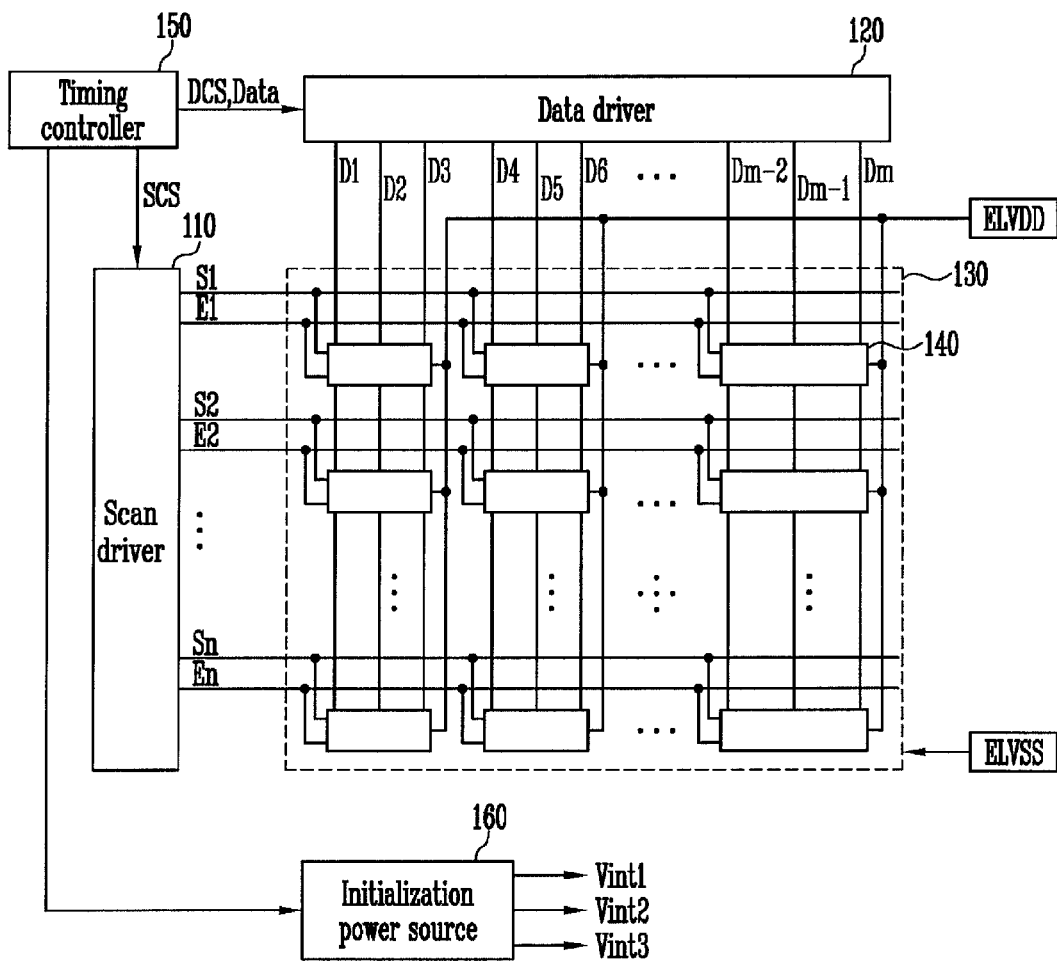 150
120
Timing
controller
DCS,Data
Data driver
D1
D2
D3
D4
D5
D6
Dm-2
Dm-1
Dm
SCS
ELVDD
110
130
S1
E1
140
S2
E2
Scan
driver
Sn
En
ELVSS
160
Initialization
power source
Vint1
Vint2
Vint3